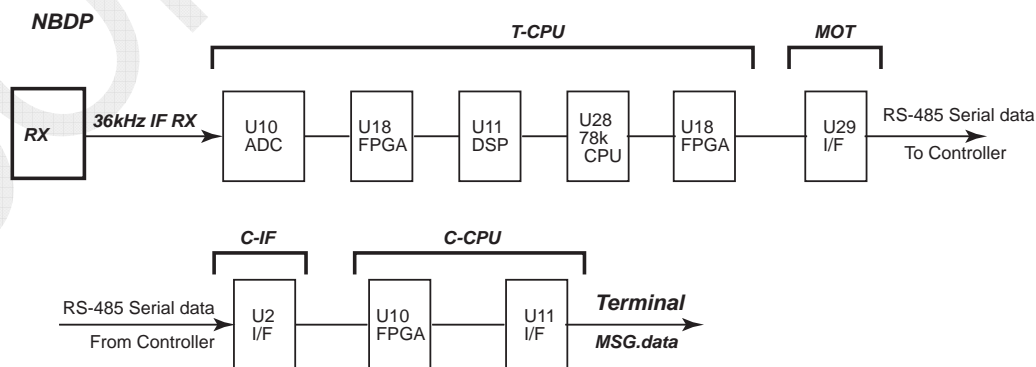 NBDP
T-CPU
MOT
RX
36kHz IF RX
U10
ADC
U18
FPGA
U11
DSP
U28
78k
CPU
U18
FPGA
U29
I/F
RS-485 Serial data
To Controller
C-IF
C-CPU
RS-485 Serial data
From Controller
U2
I/F
U10
FPGA
U11
I/F
Terminal
MSG.data